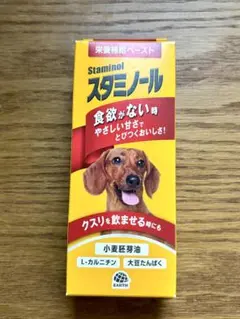 栄養補給ペースト
Staminol
スタミノール
食欲がない時
やさしい甘さで
とびつくおいしさ!
クスリを飲ませる時にも
小麦胚芽油
L-カルニチン
大豆たんぱく
EARTH